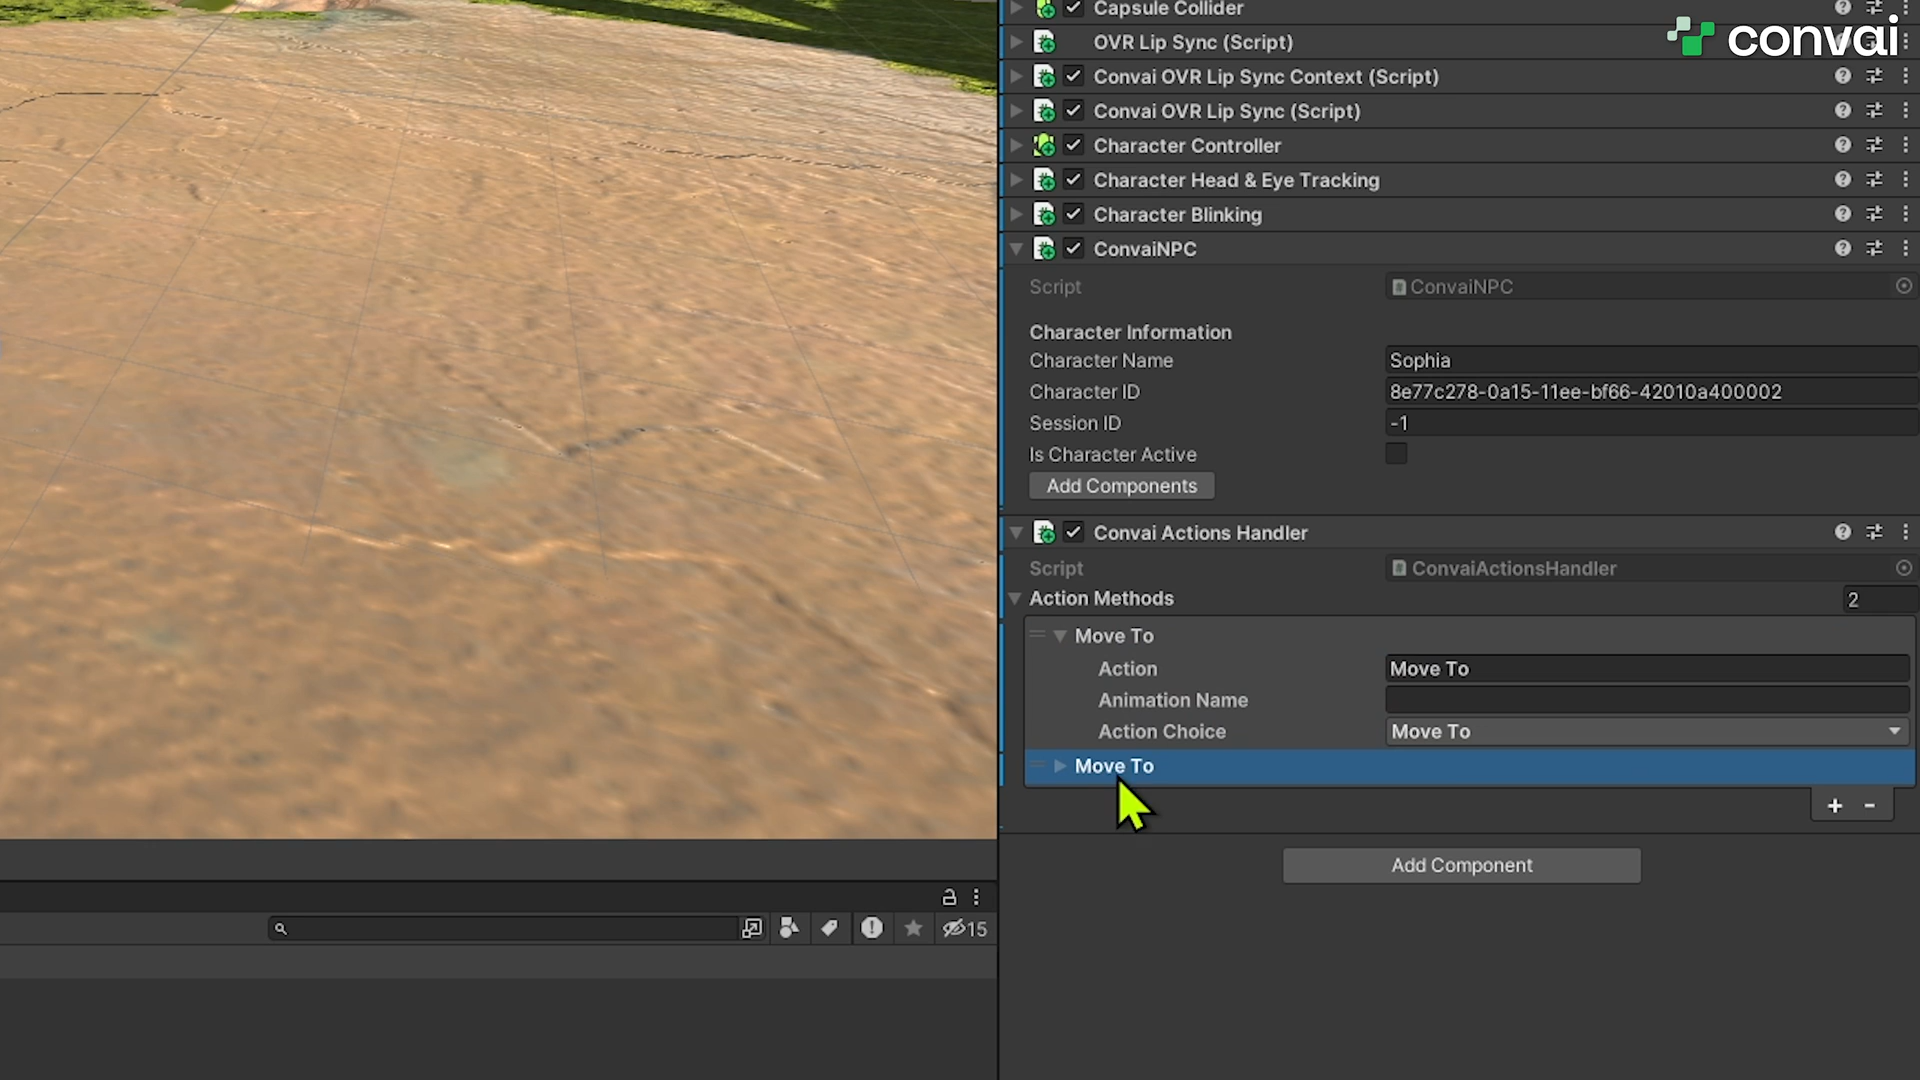 Capsule Collider
convai
OVR Lip Sync (Script)
Convai OVR Lip Sync Context (Script)
Convai OVR Lip Sync (Script)
Character Controller
Character Head & Eye Tracking
Character Blinking
ConvaiNPC
Script ConvaiNPC
Character Information
Character Name Sophia
Character ID 8e77c278-0a15-11ee-bf66-42010a400002
Session ID -1
Is Character Active
Add Components
Convai Actions Handler
Script ConvaiActionsHandler
Action Methods 2
Move To
Action Move To
Animation Name
Action Choice Move To
Move To
+ -
Add Component
15